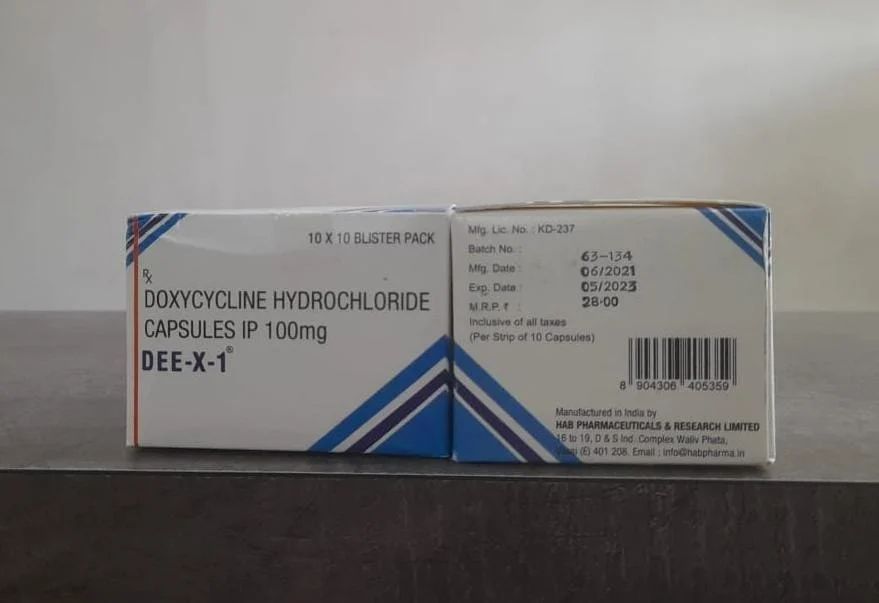 10 X 10 BLISTER PACK
Rx
DOXYCYCLINE HYDROCHLORIDE
CAPSULES IP 100mg
DEE-X-1®
Mfg. Lic. No. : KD-237
Batch No. : 63-134
Mfg. Date : 06/2021
Exp. Date : 05/2023
M.R.P. ₹ : 28.00
Inclusive of all taxes
(Per Strip of 10 Capsules)
8 904306 405359
Manufactured in India by
HAB PHARMACEUTICALS & RESEARCH LIMITED
16 to 19, D & S Ind. Complex Waliv Phata,
(E) 401 208. Email : info@habpharma.in